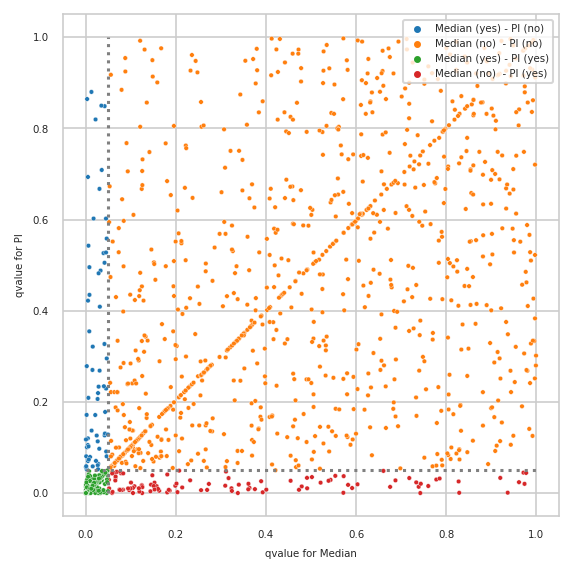 Median (yes) - PI (no)
Median (no)  - PI (no)
Median (yes) - PI (yes)
Median (no)  - PI (yes)
1.0
0.8
0.6
0.4
0.2
0.0
qvalue for PI
0.0 0.2 0.4 0.6 0.8 1.0
qvalue for Median